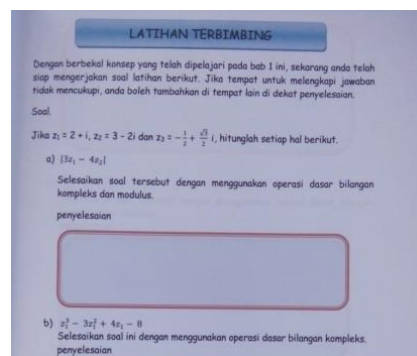 LATIHAN TERBIMBING
Dengan berbekal konsep yang telah dipelajari pada bab 1 ini, sekarang anda telah
siap mengerjakan soal latihan berikut. Jika tempat untuk melengkapi jawaban
tidak mencukupi, anda boleh tambahkan di tempat lain di dekat penyelesaian.
Soal.
Jika z₁ = 2 + i, z₂ = 3 - 2i dan z₃ = -1/2 + √3/2 i, hitunglah setiap hal berikut.
a) |3z₁ − 4z₂|
Selesaikan soal tersebut dengan menggunakan operasi dasar bilangan
kompleks dan modulus.
penyelesaian
b) z₁³ − 3z₁² + 4z₁ − 8
Selesaikan soal ini dengan menggunakan operasi dasar bilangan kompleks.
penyelesaian